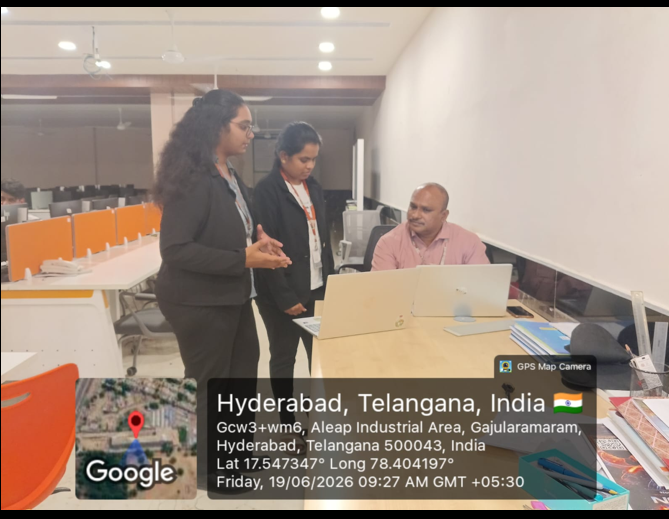 GPS Map Camera
Hyderabad, Telangana, India 🇮🇳
Gcw3+wm6, Aleap Industrial Area, Gajularamaram,
Hyderabad, Telangana 500043, India
Lat 17.547347° Long 78.404197°
Friday, 19/06/2026 09:27 AM GMT +05:30
Google